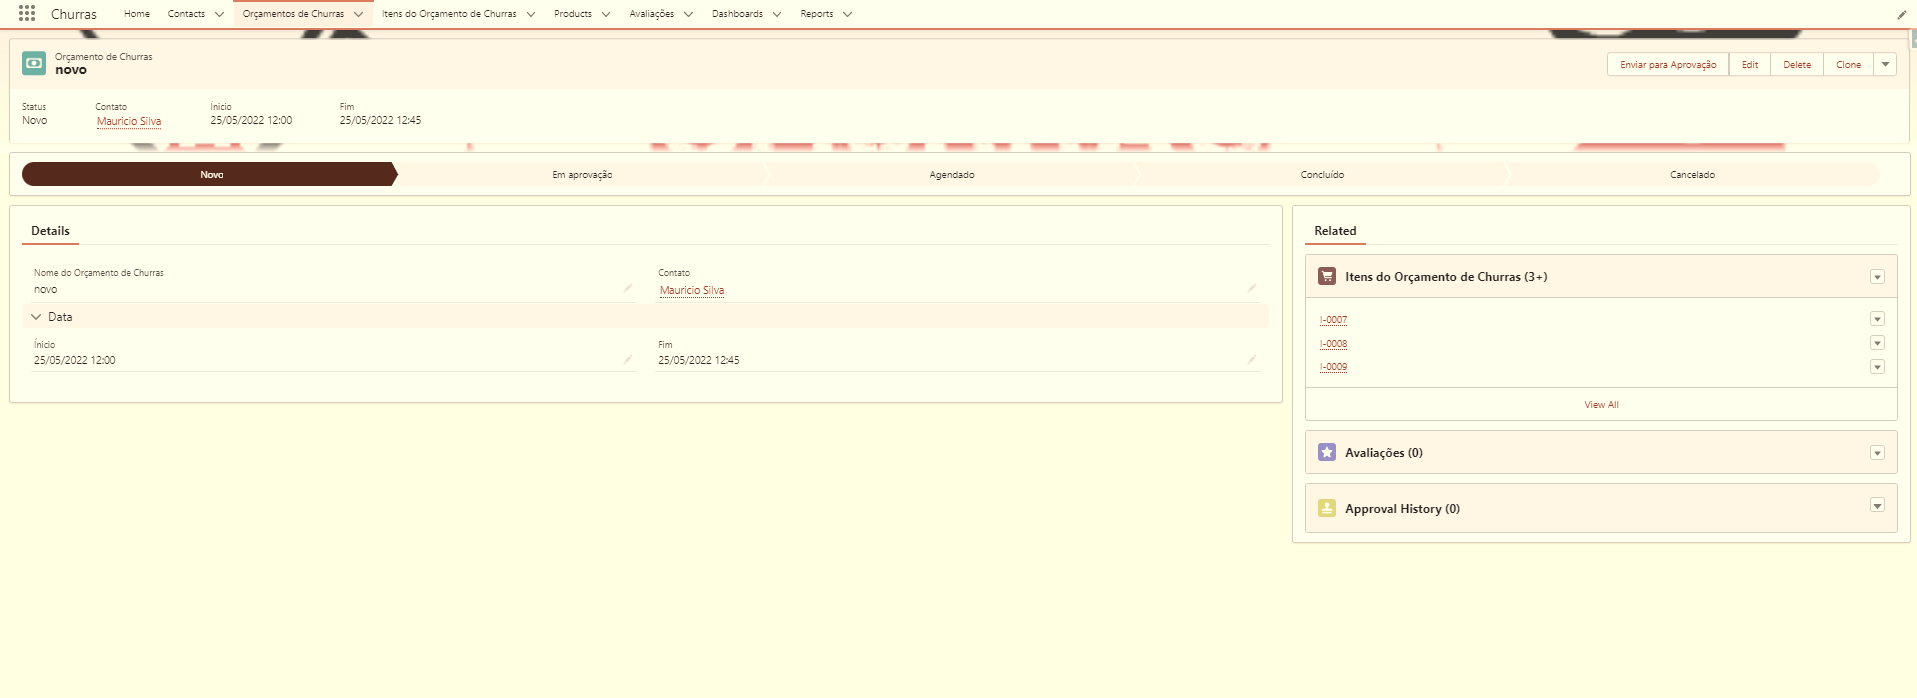 Churras
Home
Contacts
Orçamentos de Churras
Itens do Orçamento de Churras
Products
Avaliações
Dashboards
Reports
Orçamento de Churras
novo
Enviar para Aprovação
Edit
Delete
Clone
Status
Novo
Contato
Mauricio Silva
Ínicio
25/05/2022 12:00
Fim
25/05/2022 12:45
Novo
Em aprovação
Agendado
Concluído
Cancelado
Details
Nome do Orçamento de Churras
novo
Contato
Mauricio Silva
Data
Ínicio
25/05/2022 12:00
Fim
25/05/2022 12:45
Related
Itens do Orçamento de Churras (3+)
I-0007
I-0008
I-0009
View All
Avaliações (0)
Approval History (0)